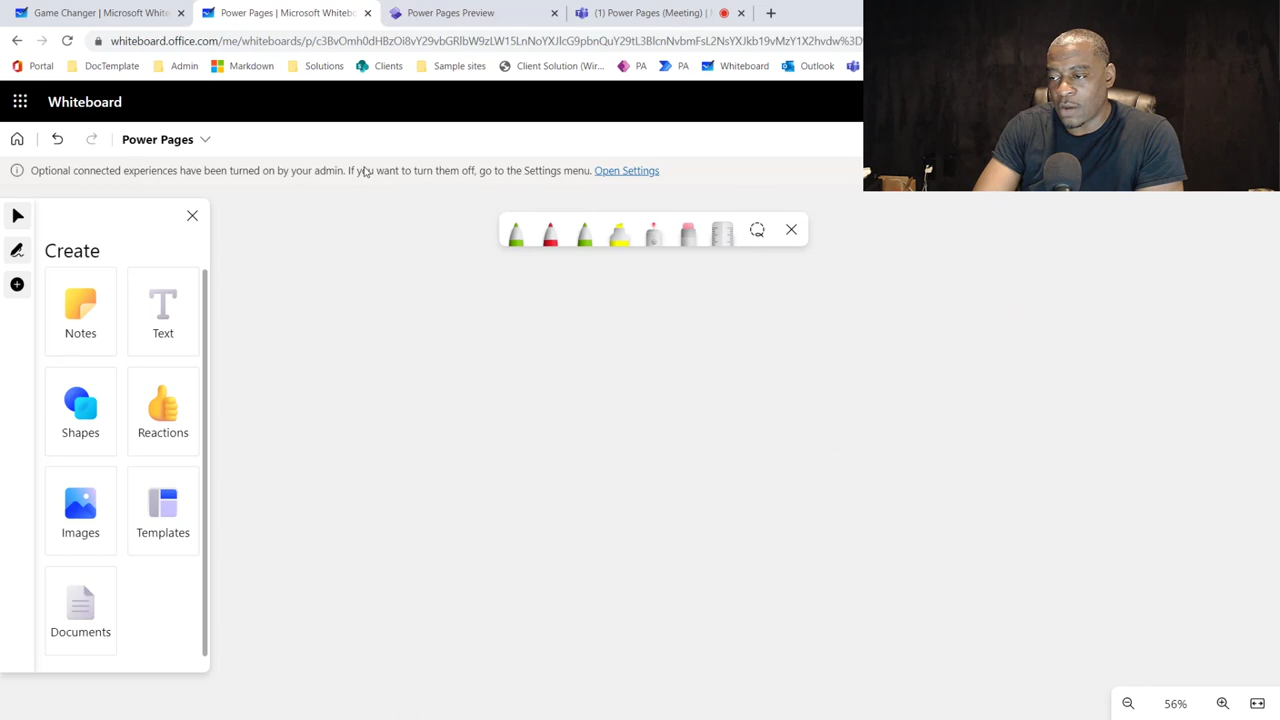 Game Changer | Microsoft White
Power Pages | Microsoft Whitebo
Power Pages Preview
(1) Power Pages (Meeting) |
whiteboard.office.com/me/whiteboards/p/c3BvOmh0dHBzOi8vY29vbGRlbW9zLW15LnNoYXJlcG9pbnQuY29tL3BlcnNvbmFsL2NsYXJkb19vMzY1X2hvdw%3D
Portal
DocTemplate
Admin
Markdown
Solutions
Clients
Sample sites
Client Solution (Wir...
PA
PA
Whiteboard
Outlook
Whiteboard
Power Pages
Optional connected experiences have been turned on by your admin. If you want to turn them off, go to the Settings menu. Open Settings
Create
Notes
Text
Shapes
Reactions
Images
Templates
Documents
56%